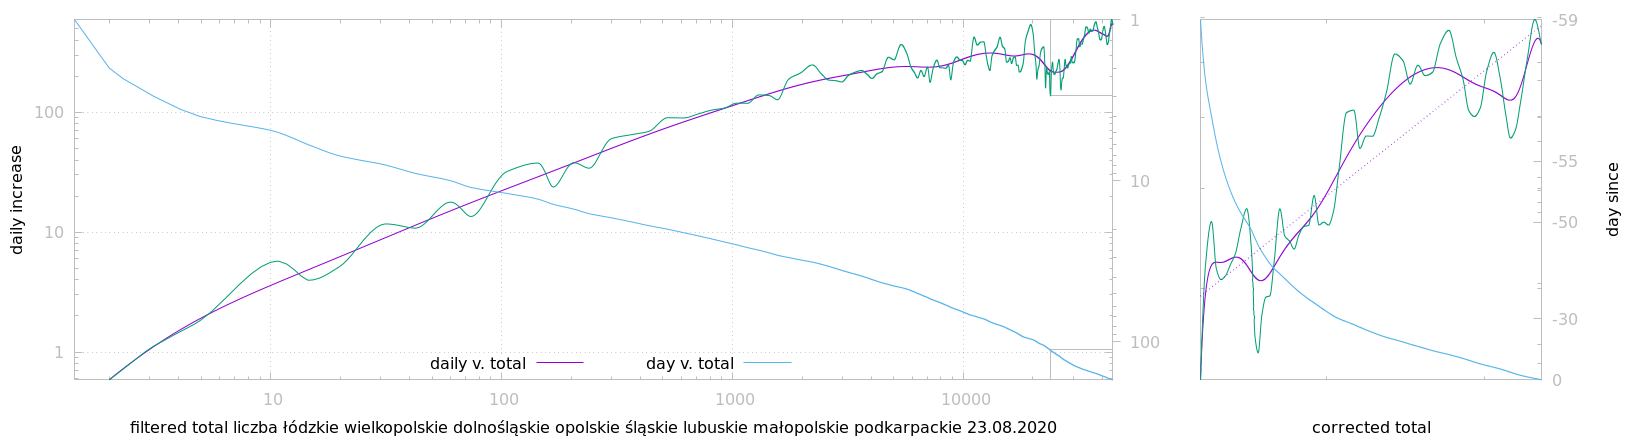 daily increase
100
10
1
daily v. total
day v. total
10
100
1000
10000
1
10
100
filtered total liczba łódzkie wielkopolskie dolnośląskie opolskie śląskie lubuskie małopolskie podkarpackie 23.08.2020
-59
-55
-50
-30
0
day since
corrected total